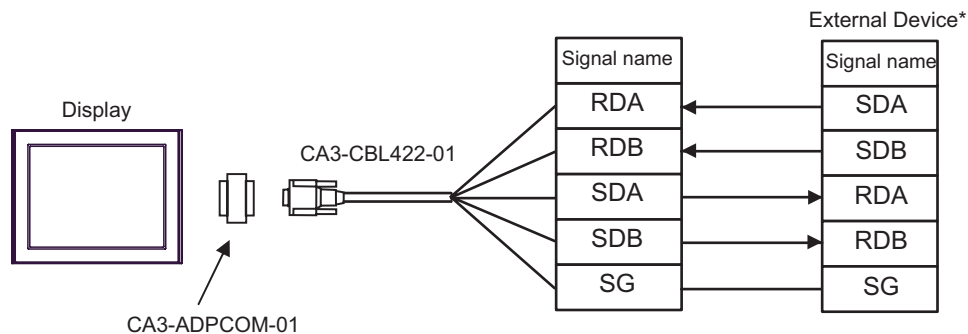 External Device*
Signal name
Signal name
Display
RDA
SDA
CA3-CBL422-01
RDB
SDB
SDA
RDA
SDB
RDB
SG
SG
CA3-ADPCOM-01